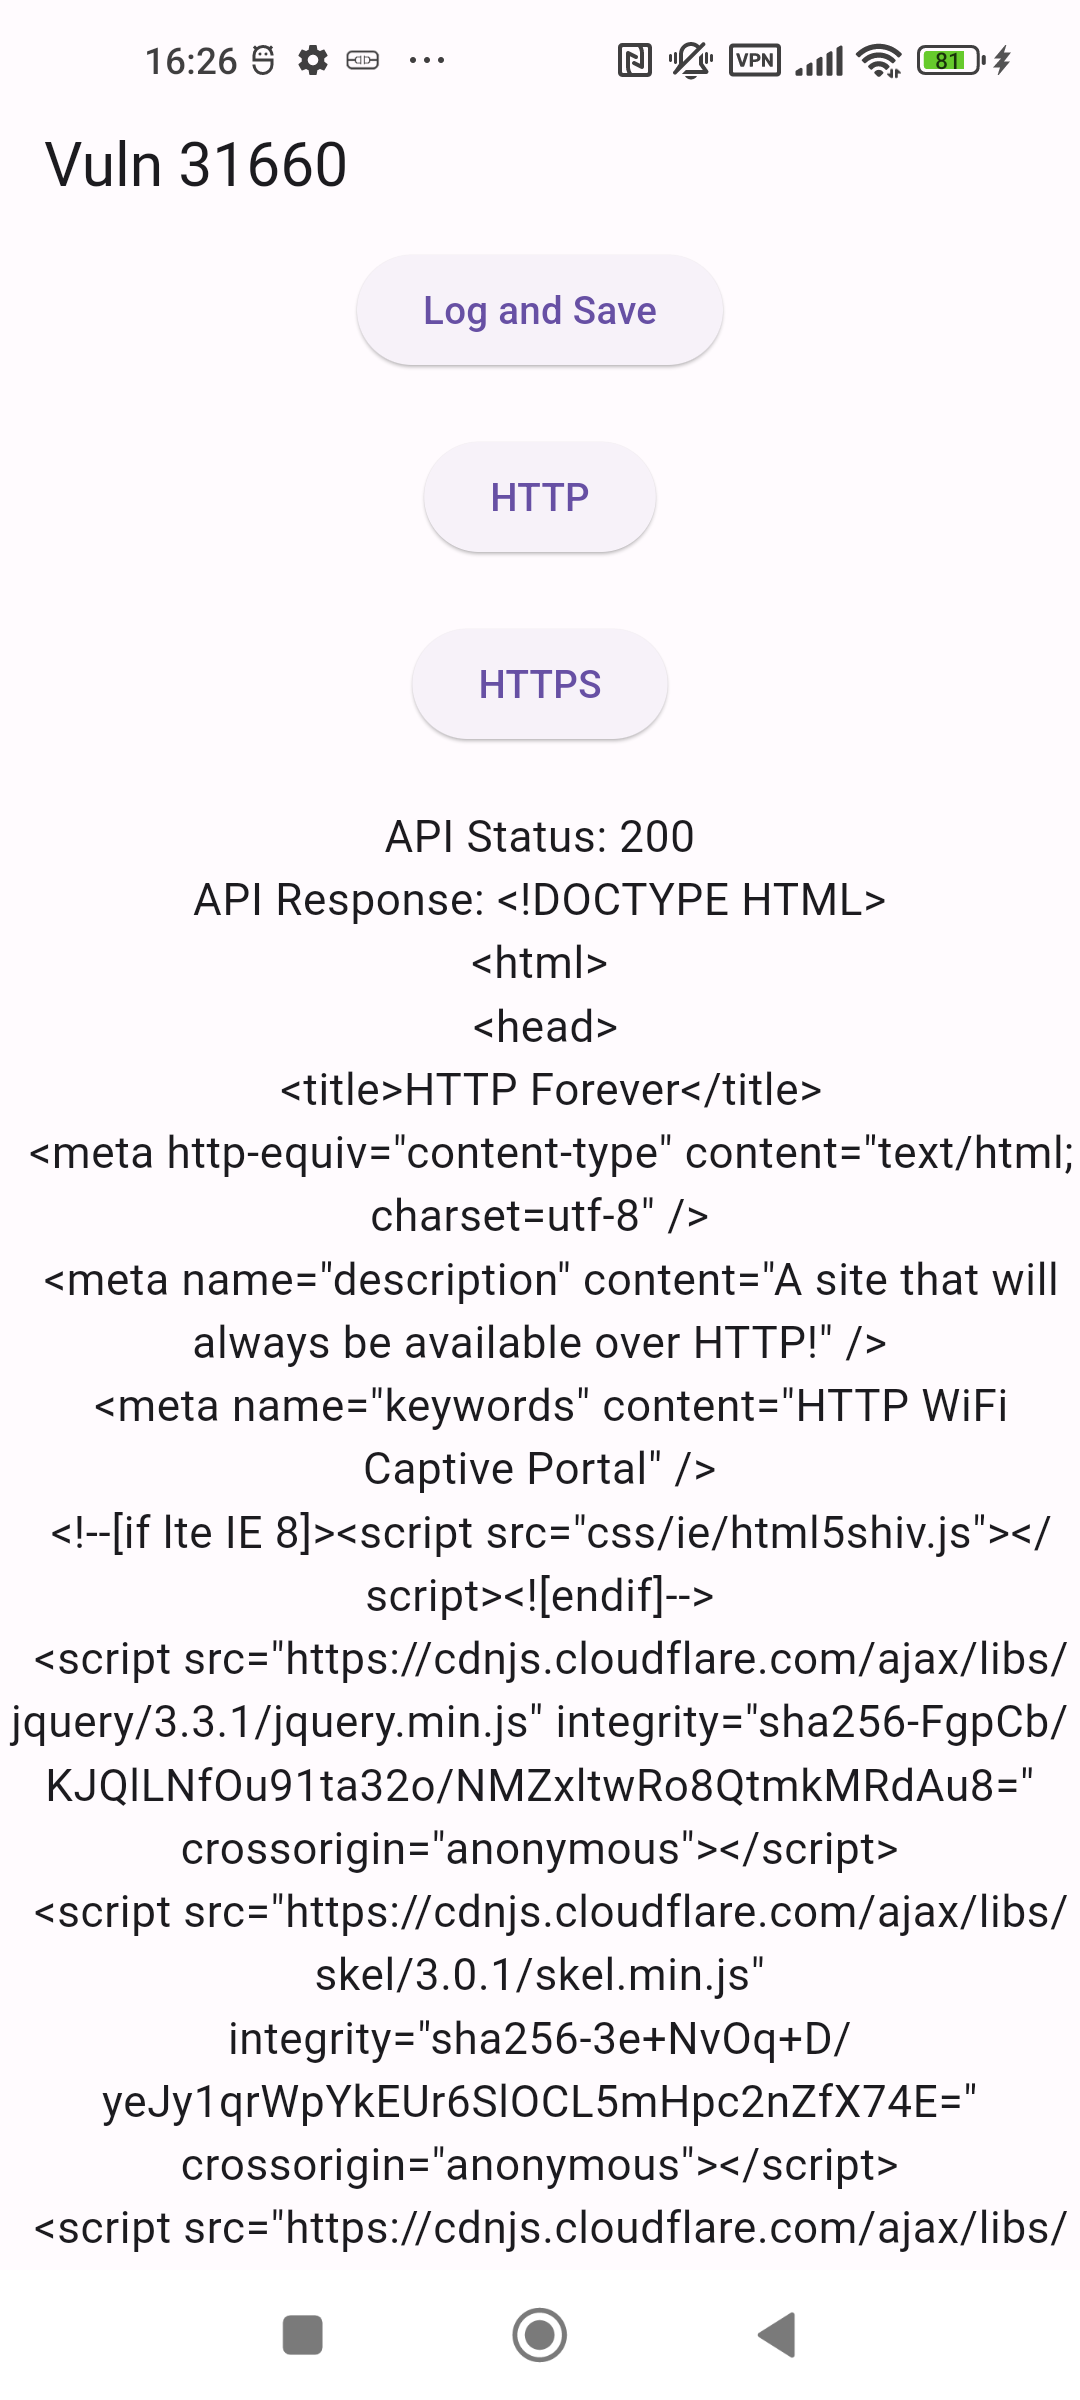 16:26
VPN
81
Vuln 31660
Log and Save
HTTP
HTTPS
API Status: 200
API Response: <!DOCTYPE HTML>
<html>
<head>
<title>HTTP Forever</title>
<meta http-equiv="content-type" content="text/html;
charset=utf-8" />
<meta name="description" content="A site that will
always be available over HTTP!" />
<meta name="keywords" content="HTTP WiFi
Captive Portal" />
<!--[if lte IE 8]><script src="css/ie/html5shiv.js"></
script><![endif]-->
<script src="https://cdnjs.cloudflare.com/ajax/libs/
jquery/3.3.1/jquery.min.js" integrity="sha256-FgpCb/
KJQlLNfOu91ta32o/NMZxltwRo8QtmkMRdAu8="
crossorigin="anonymous"></script>
<script src="https://cdnjs.cloudflare.com/ajax/libs/
skel/3.0.1/skel.min.js"
integrity="sha256-3e+NvOq+D/
yeJy1qrWpYkEUr6SlOCL5mHpc2nZfX74E="
crossorigin="anonymous"></script>
<script src="https://cdnjs.cloudflare.com/ajax/libs/